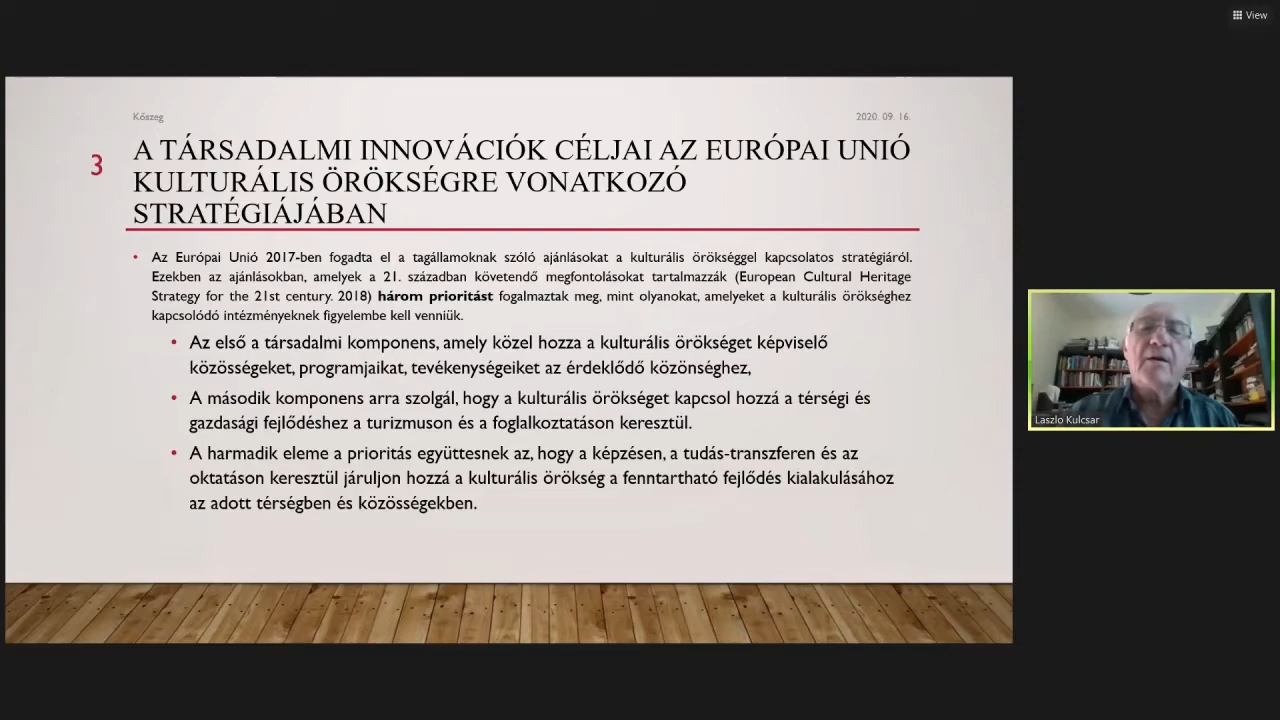 View
Kőszeg
2020. 09. 16.
3
A TÁRSADALMI INNOVÁCIÓK CÉLJAI AZ EURÓPAI UNIÓ
KULTURÁLIS ÖRÖKSÉGRE VONATKOZÓ
STRATÉGIÁJÁBAN
• Az Európai Unió 2017-ben fogadta el a tagállamoknak szóló ajánlásokat a kulturális örökséggel kapcsolatos stratégiáról.
Ezekben az ajánlásokban, amelyek a 21. században követendő megfontolásokat tartalmazzák (European Cultural Heritage
Strategy for the 21st century. 2018) három prioritást fogalmaztak meg, mint olyanokat, amelyeket a kulturális örökséghez
kapcsolódó intézményeknek figyelembe kell venniük.
• Az első a társadalmi komponens, amely közel hozza a kulturális örökséget képviselő
közösségeket, programjaikat, tevékenységeiket az érdeklődő közönséghez,
• A második komponens arra szolgál, hogy a kulturális örökséget kapcsol hozzá a térségi és
gazdasági fejlődéshez a turizmuson és a foglalkoztatáson keresztül.
• A harmadik eleme a prioritás együttesnek az, hogy a képzésen, a tudás-transzferen és az
oktatáson keresztül járuljon hozzá a kulturális örökség a fenntartható fejlődés kialakulásához
az adott térségben és közösségekben.
Laszlo Kulcsar